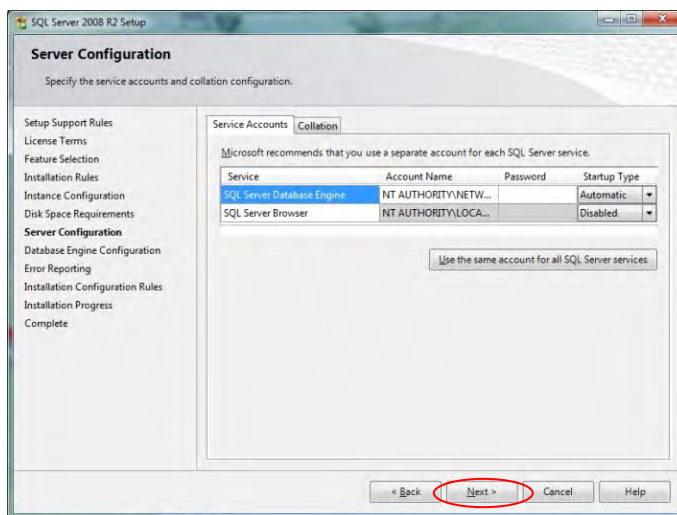 SQL Server 2008 R2 Setup
Server Configuration
Specify the service accounts and collation configuration.
Setup Support Rules
License Terms
Feature Selection
Installation Rules
Instance Configuration
Disk Space Requirements
Server Configuration
Database Engine Configuration
Error Reporting
Installation Configuration Rules
Installation Progress
Complete
Service Accounts Collation
Microsoft recommends that you use a separate account for each SQL Server service.
Service Account Name Password Startup Type
SQL Server Database Engine NT AUTHORITY\NETW... Automatic
SQL Server Browser NT AUTHORITY\LOCA... Disabled
Use the same account for all SQL Server services
< Back Next > Cancel Help